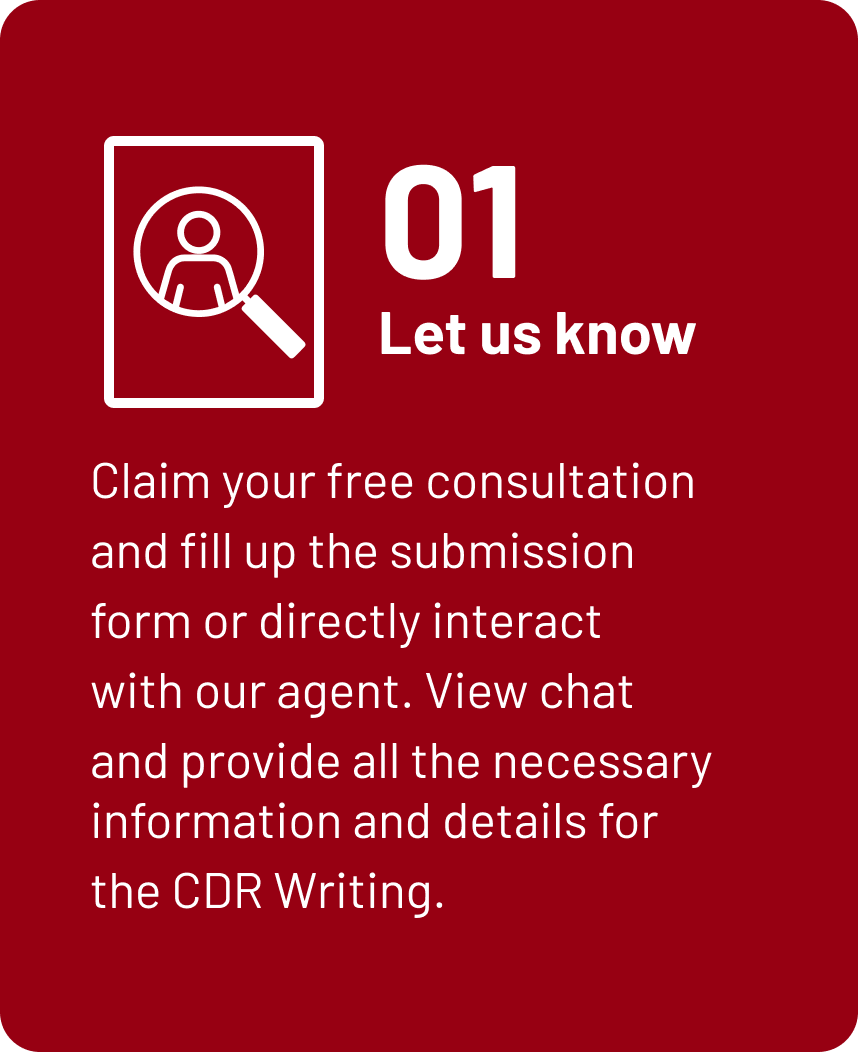 01
Let us know
Claim your free consultation
and fill up the submission
form or directly interact
with our agent. View chat
and provide all the necessary
information and details for
the CDR Writing.